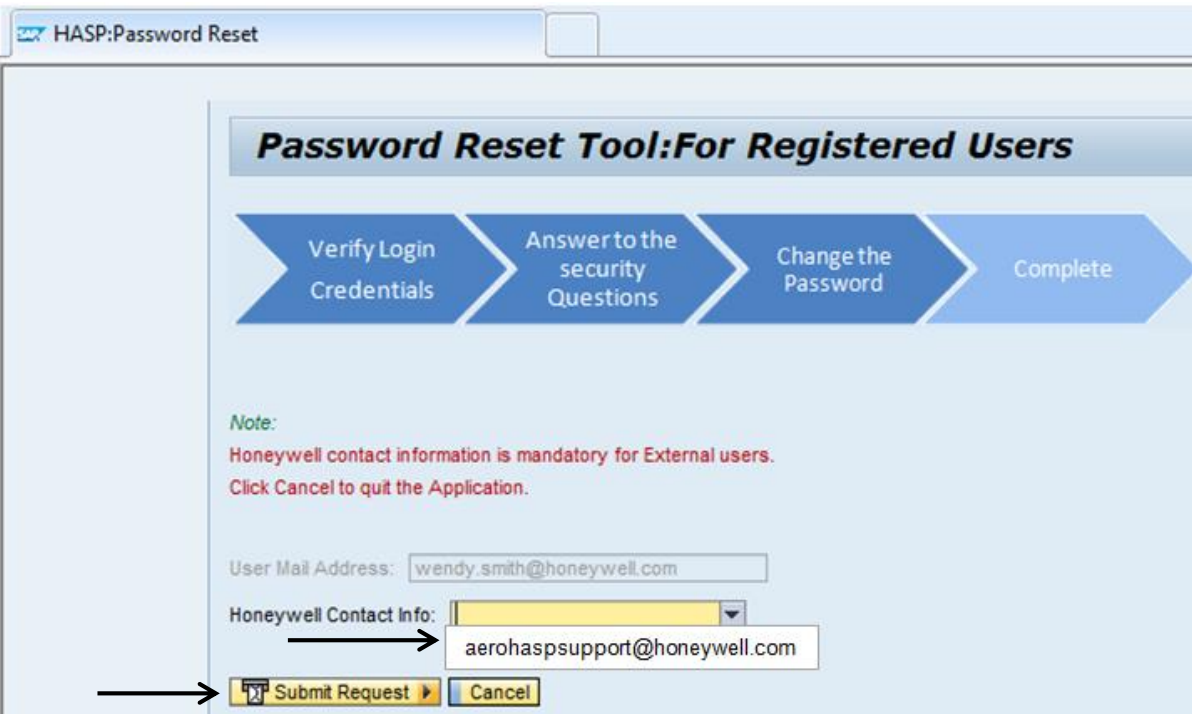 SAP HASP:Password Reset
Password Reset Tool:For Registered Users
Verify Login
Credentials
Answer to the
security
Questions
Change the
Password
Complete
Note:
Honeywell contact information is mandatory for External users.
Click Cancel to quit the Application.
User Mail Address: wendy.smith@honeywell.com
Honeywell Contact Info:
aerohaspsupport@honeywell.com
Submit Request Cancel